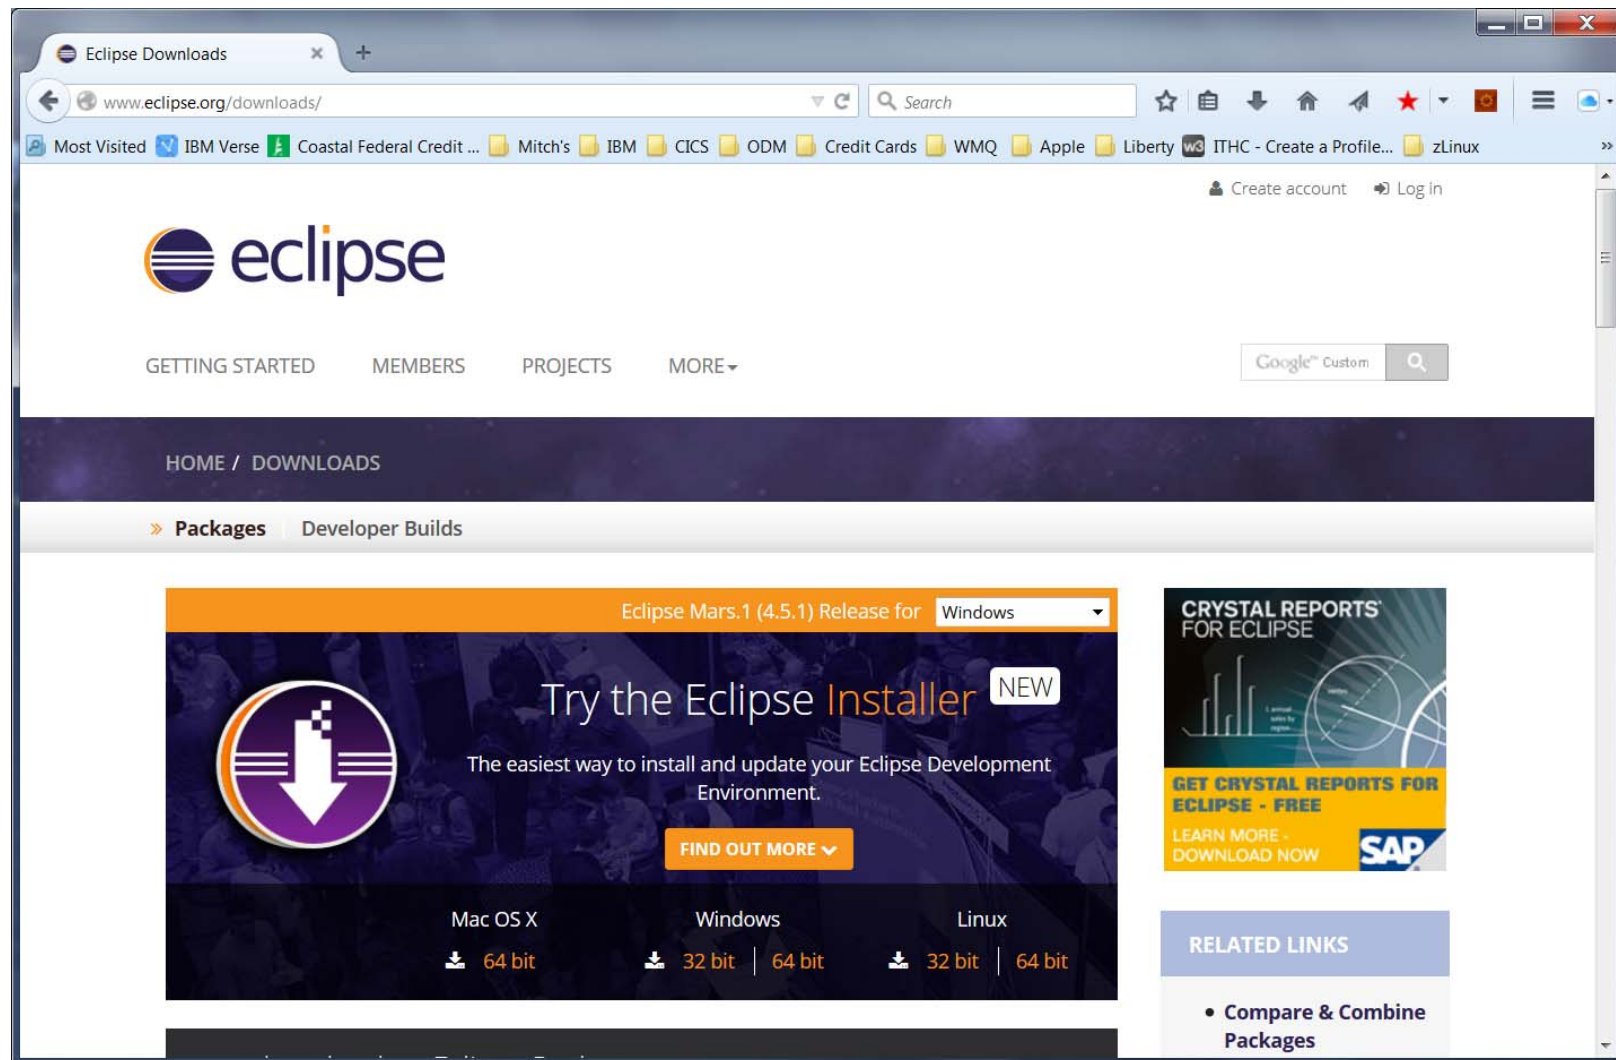 Eclipse Downloads
www.eclipse.org/downloads/
Search
Most Visited IBM Verse Coastal Federal Credit ... Mitch's IBM CICS ODM Credit Cards WMQ Apple Liberty w3 ITHC - Create a Profile... zLinux
Create account Log in
eclipse
GETTING STARTED MEMBERS PROJECTS MORE
Google™ Custom
HOME / DOWNLOADS
Packages Developer Builds
Eclipse Mars.1 (4.5.1) Release for Windows
Try the Eclipse Installer NEW
The easiest way to install and update your Eclipse Development
Environment.
FIND OUT MORE
Mac OS X Windows Linux
64 bit 32 bit 64 bit 32 bit 64 bit
CRYSTAL REPORTS
FOR ECLIPSE
GET CRYSTAL REPORTS FOR
ECLIPSE - FREE
LEARN MORE -
DOWNLOAD NOW
SAP
RELATED LINKS
Compare & Combine
Packages